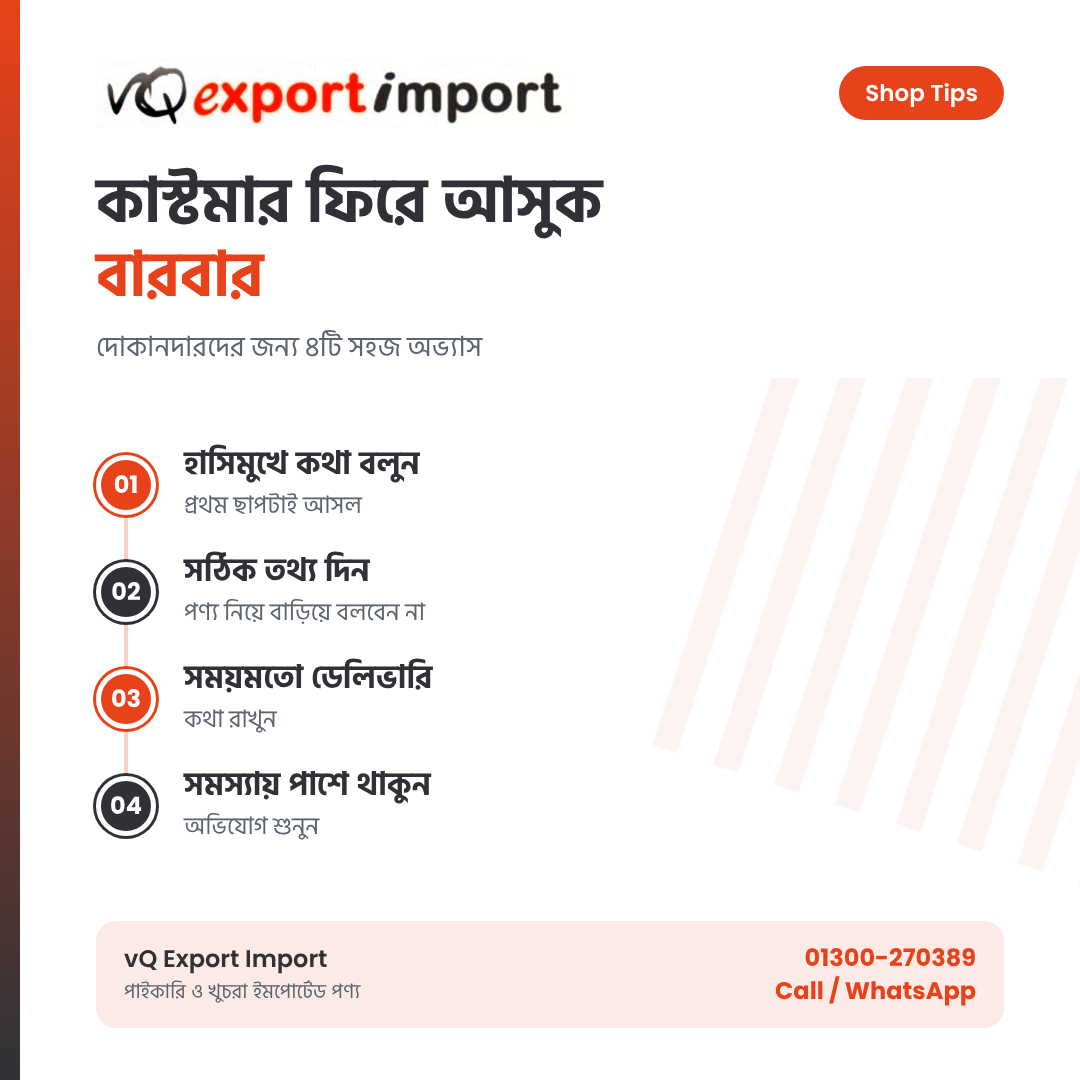 vQ export import
Shop Tips
কাস্টমার ফিরে আসুক
বারবার
দোকানদারদের জন্য ৪টি সহজ অভ্যাস
01
হাসিমুখে কথা বলুন
প্রথম ছাপটাই আসল
02
সঠিক তথ্য দিন
পণ্য নিয়ে বাড়িয়ে বলবেন না
03
সময়মতো ডেলিভারি
কথা রাখুন
04
সমস্যায় পাশে থাকুন
অভিযোগ শুনুন
vQ Export Import
পাইকারি ও খুচরা ইমপোর্টেড পণ্য
01300-270389
Call / WhatsApp